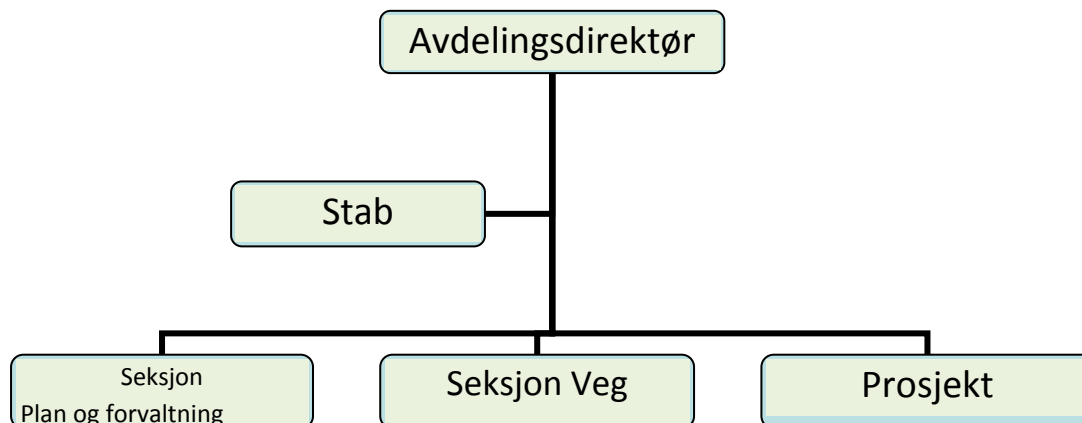 Avdelingsdirektør
Stab
Seksjon
Plan og forvaltning
Seksjon Veg
Prosjekt